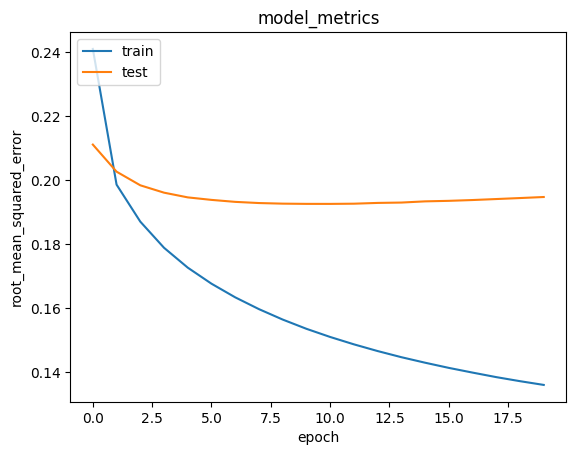 model_metrics
train
test
root_mean_squared_error
0.24
0.22
0.20
0.18
0.16
0.14
0.0 2.5 5.0 7.5 10.0 12.5 15.0 17.5
epoch